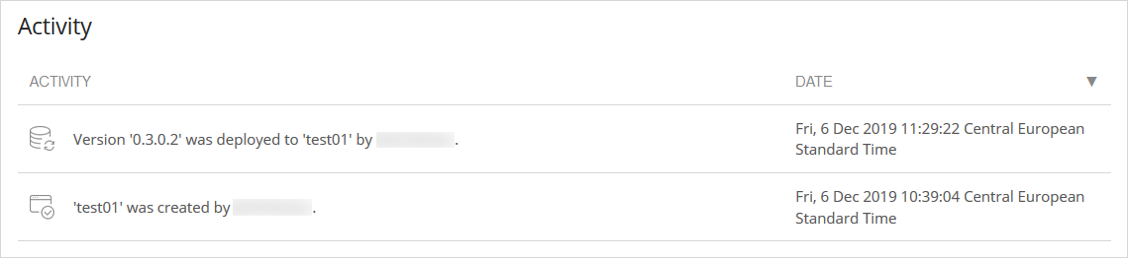 Activity
ACTIVITY DATE ▼
Version '0.3.0.2' was deployed to 'test01' by . Fri, 6 Dec 2019 11:29:22 Central European
Standard Time
'test01' was created by . Fri, 6 Dec 2019 10:39:04 Central European
Standard Time